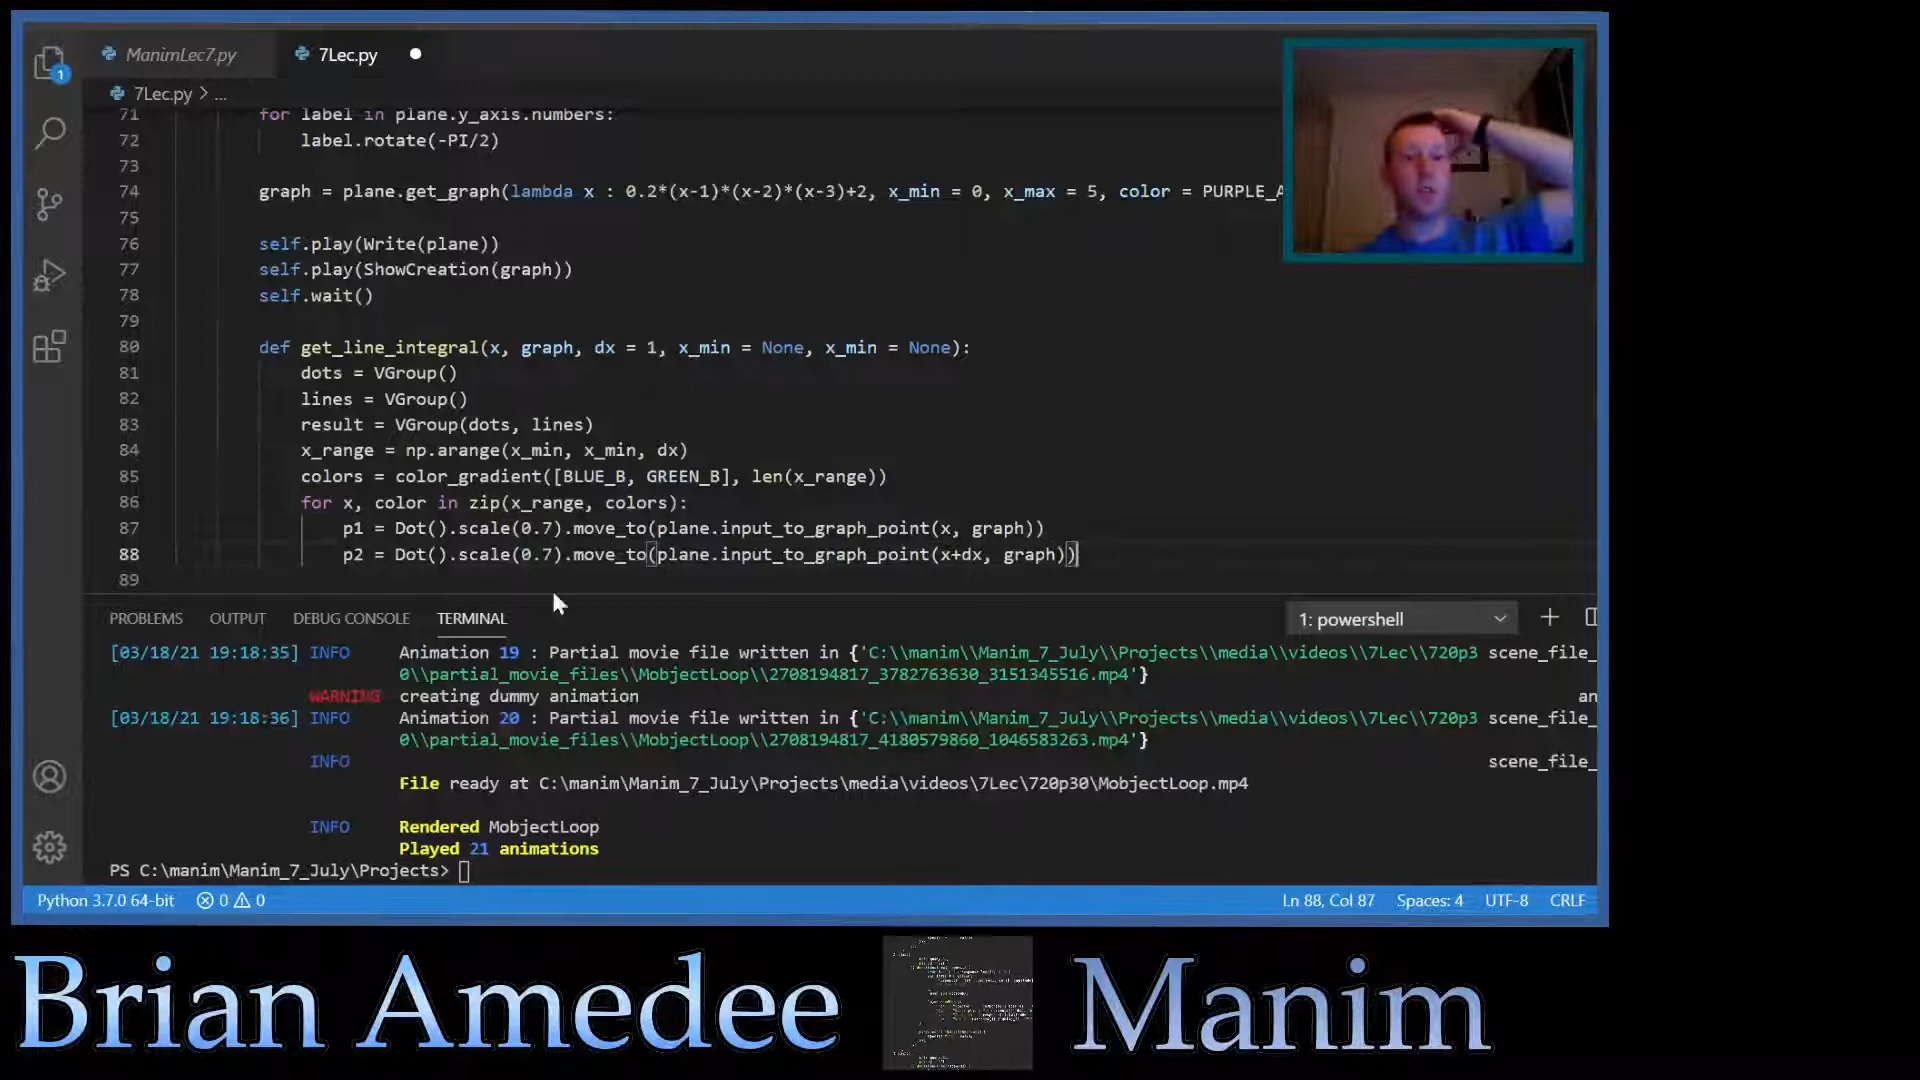 ManimLec7.py
7Lec.py
7Lec.py > ...
71 for label in plane.y_axis.numbers:
72 label.rotate(-PI/2)
73
74 graph = plane.get_graph(lambda x : 0.2*(x-1)*(x-2)*(x-3)+2, x_min = 0, x_max = 5, color = PURPLE_A
75
76 self.play(Write(plane))
77 self.play(ShowCreation(graph))
78 self.wait()
79
80 def get_line_integral(x, graph, dx = 1, x_min = None, x_min = None):
81 dots = VGroup()
82 lines = VGroup()
83 result = VGroup(dots, lines)
84 x_range = np.arange(x_min, x_min, dx)
85 colors = color_gradient([BLUE_B, GREEN_B], len(x_range))
86 for x, color in zip(x_range, colors):
87 p1 = Dot().scale(0.7).move_to(plane.input_to_graph_point(x, graph))
88 p2 = Dot().scale(0.7).move_to(plane.input_to_graph_point(x+dx, graph))
89
1
PROBLEMS OUTPUT DEBUG CONSOLE TERMINAL 1: powershell
[03/18/21 19:18:35] INFO Animation 19 : Partial movie file written in {'C:\\manim\\Manim_7_July\\Projects\\media\\videos\\7Lec\\720p3 scene_file_
0\\partial_movie_files\\MobjectLoop\\2708194817_3782763630_3151345516.mp4'}
WARNING creating dummy animation an
[03/18/21 19:18:36] INFO Animation 20 : Partial movie file written in {'C:\\manim\\Manim_7_July\\Projects\\media\\videos\\7Lec\\720p3 scene_file_
0\\partial_movie_files\\MobjectLoop\\2708194817_4180579860_1046583263.mp4'}
INFO scene_file_
File ready at C:\manim\Manim_7_July\Projects\media\videos\7Lec\720p30\MobjectLoop.mp4
INFO Rendered MobjectLoop
Played 21 animations
PS C:\manim\Manim_7_July\Projects>
Python 3.7.0 64-bit 0 0 Ln 88, Col 87 Spaces: 4 UTF-8 CRLF
Brian Amedee Manim